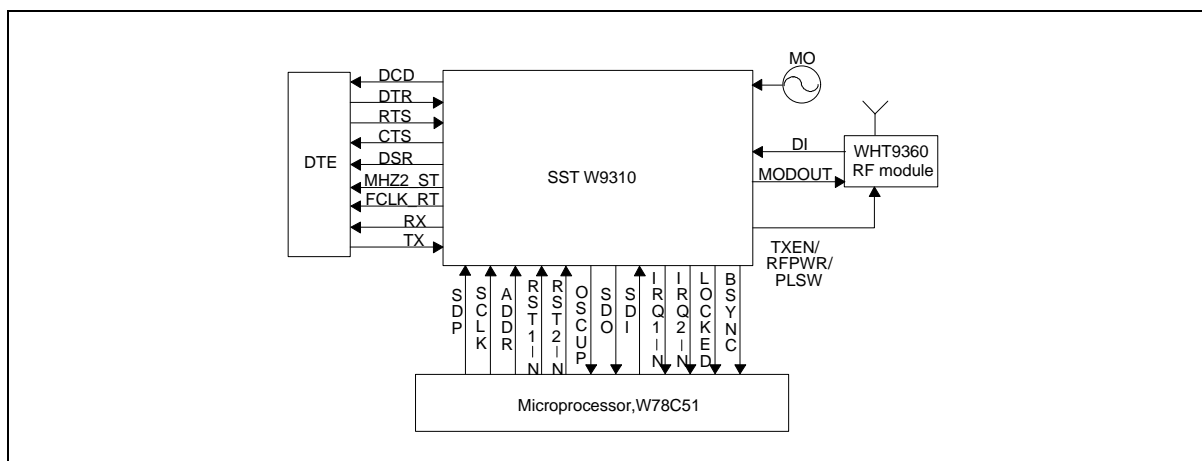 MO
DCD
DTR
RTS
CTS
DSR
MHZ2_ST
FCLK_RT
RX
TX
DTE
SST W9310
DI
MODOUT
WHT9360
RF module
TXEN/
RFPWR/
PLSW
SDP
SCLK
ADDR
RST1_N
RST2_N
OSCUP
SDO
SDI
IRQ1_N
IRQ2_N
LOCKED
BSYNC
Microprocessor,W78C51